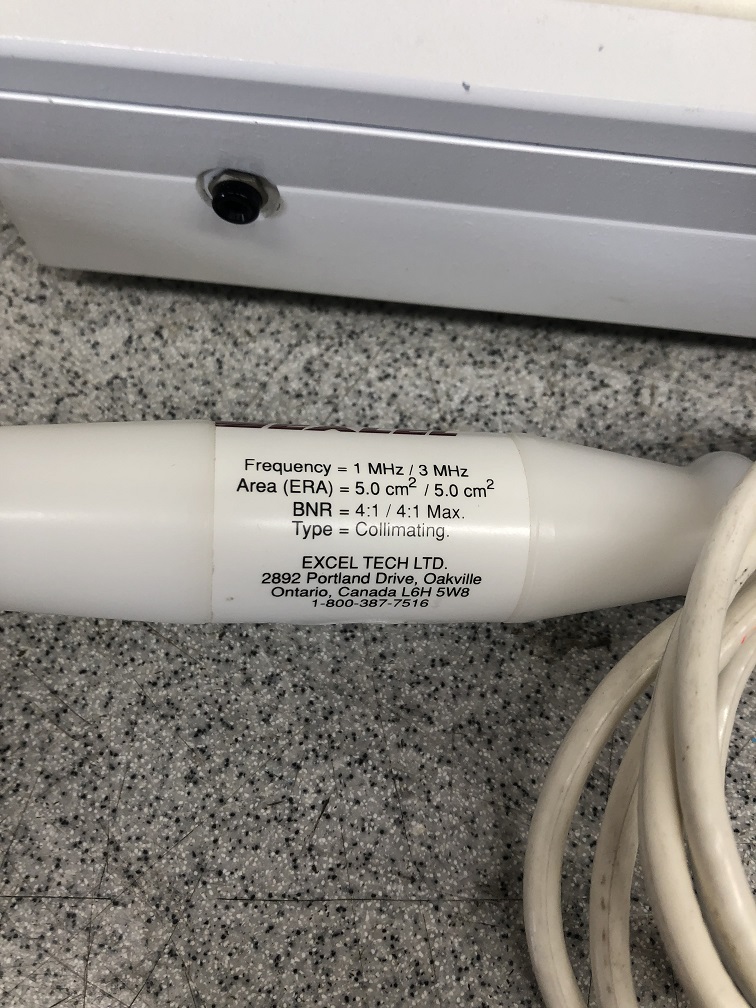 Frequency = 1 MHz / 3 MHz
Area (ERA) = 5.0 cm² / 5.0 cm²
BNR = 4:1 / 4:1 Max.
Type = Collimating.
EXCEL TECH LTD.
2892 Portland Drive, Oakville
Ontario, Canada L6H 5W8
1-800-387-7516